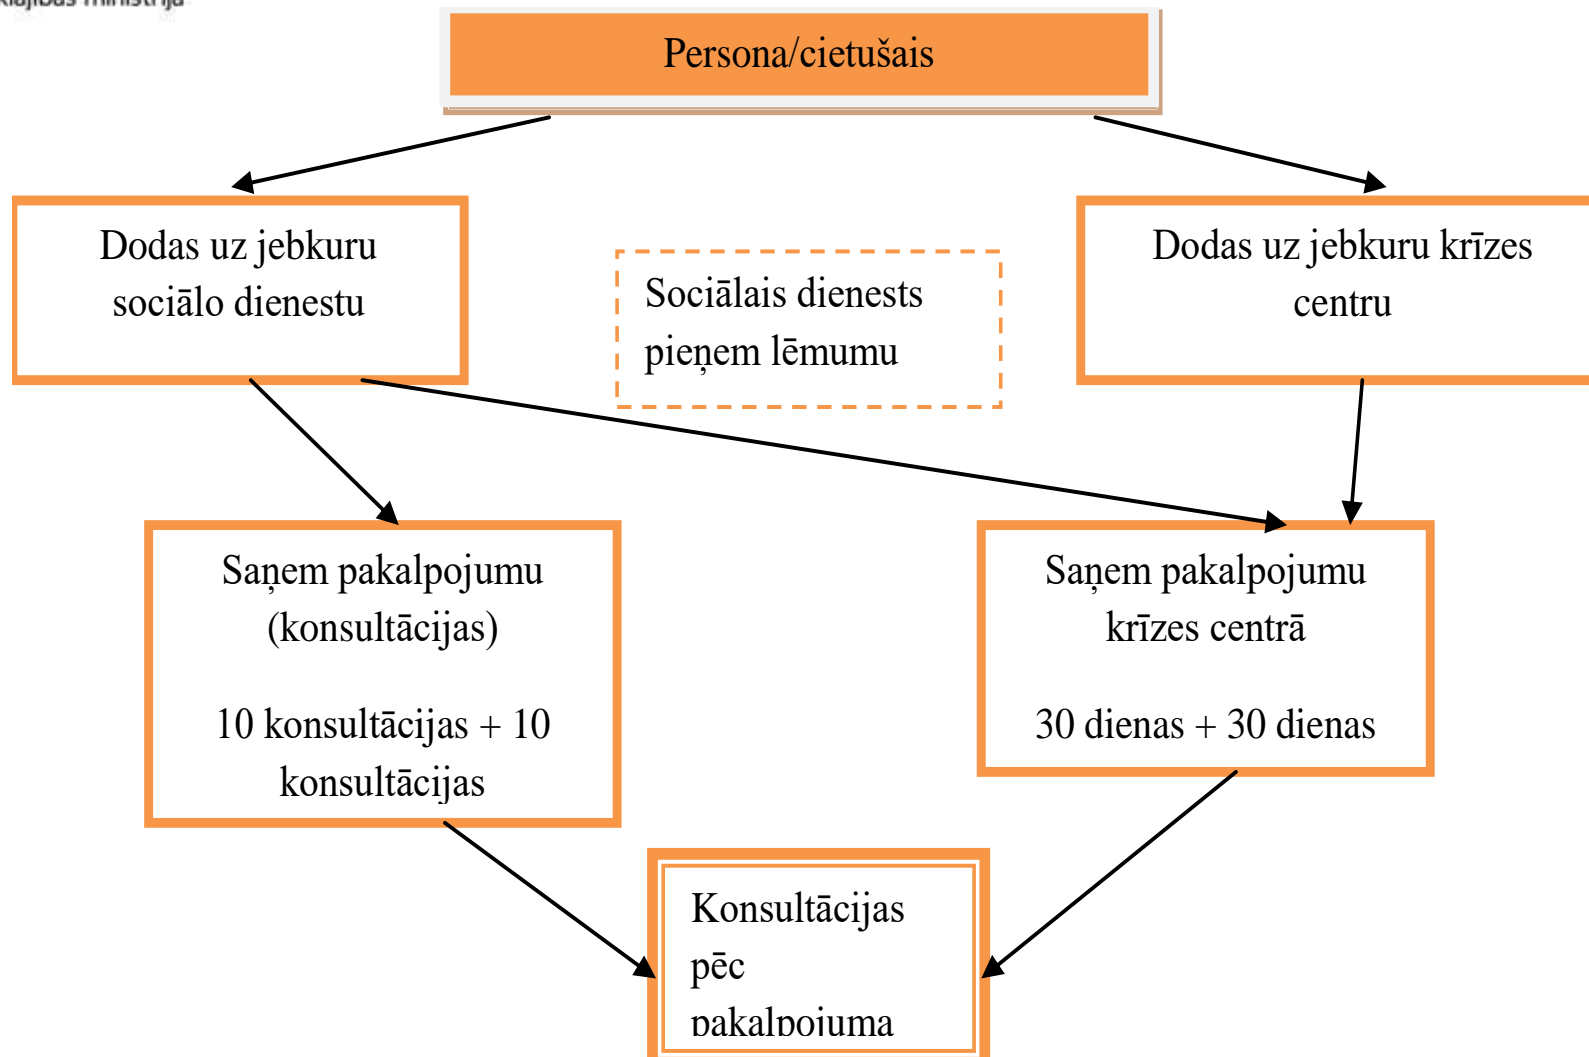 ministrija
Persona/cietušais
Dodas uz jebkuru
sociālo dienestu
Sociālais dienests
pieņem lēmumu
Dodas uz jebkuru krīzes
centru
Saņem pakalpojumu
(konsultācijas)
10 konsultācijas + 10
konsultācijas
Saņem pakalpojumu
krīzes centrā
30 dienas + 30 dienas
Konsultācijas
pēc
pakalpojuma